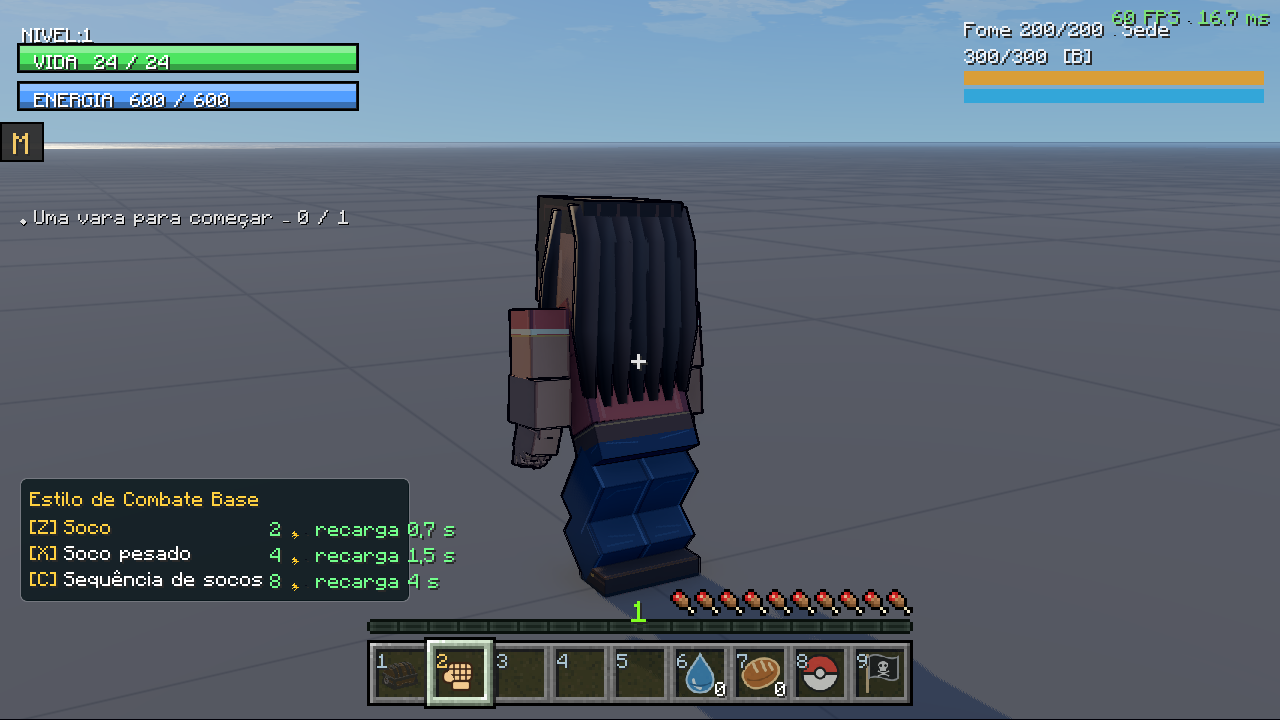 60 FPS · 16.7 ms
NIVEL:1
Fome 200/200 · Sede
300/300 [B]
VIDA 24 / 24
ENERGIA 600 / 600
M
Uma vara para começar - 0 / 1
Estilo de Combate Base
[Z] Soco 2 recarga 0,7 s
[X] Soco pesado 4 recarga 1,5 s
[C] Sequência de socos 8 recarga 4 s
1
1 2 3 4 5 6 7 8 9
0 0